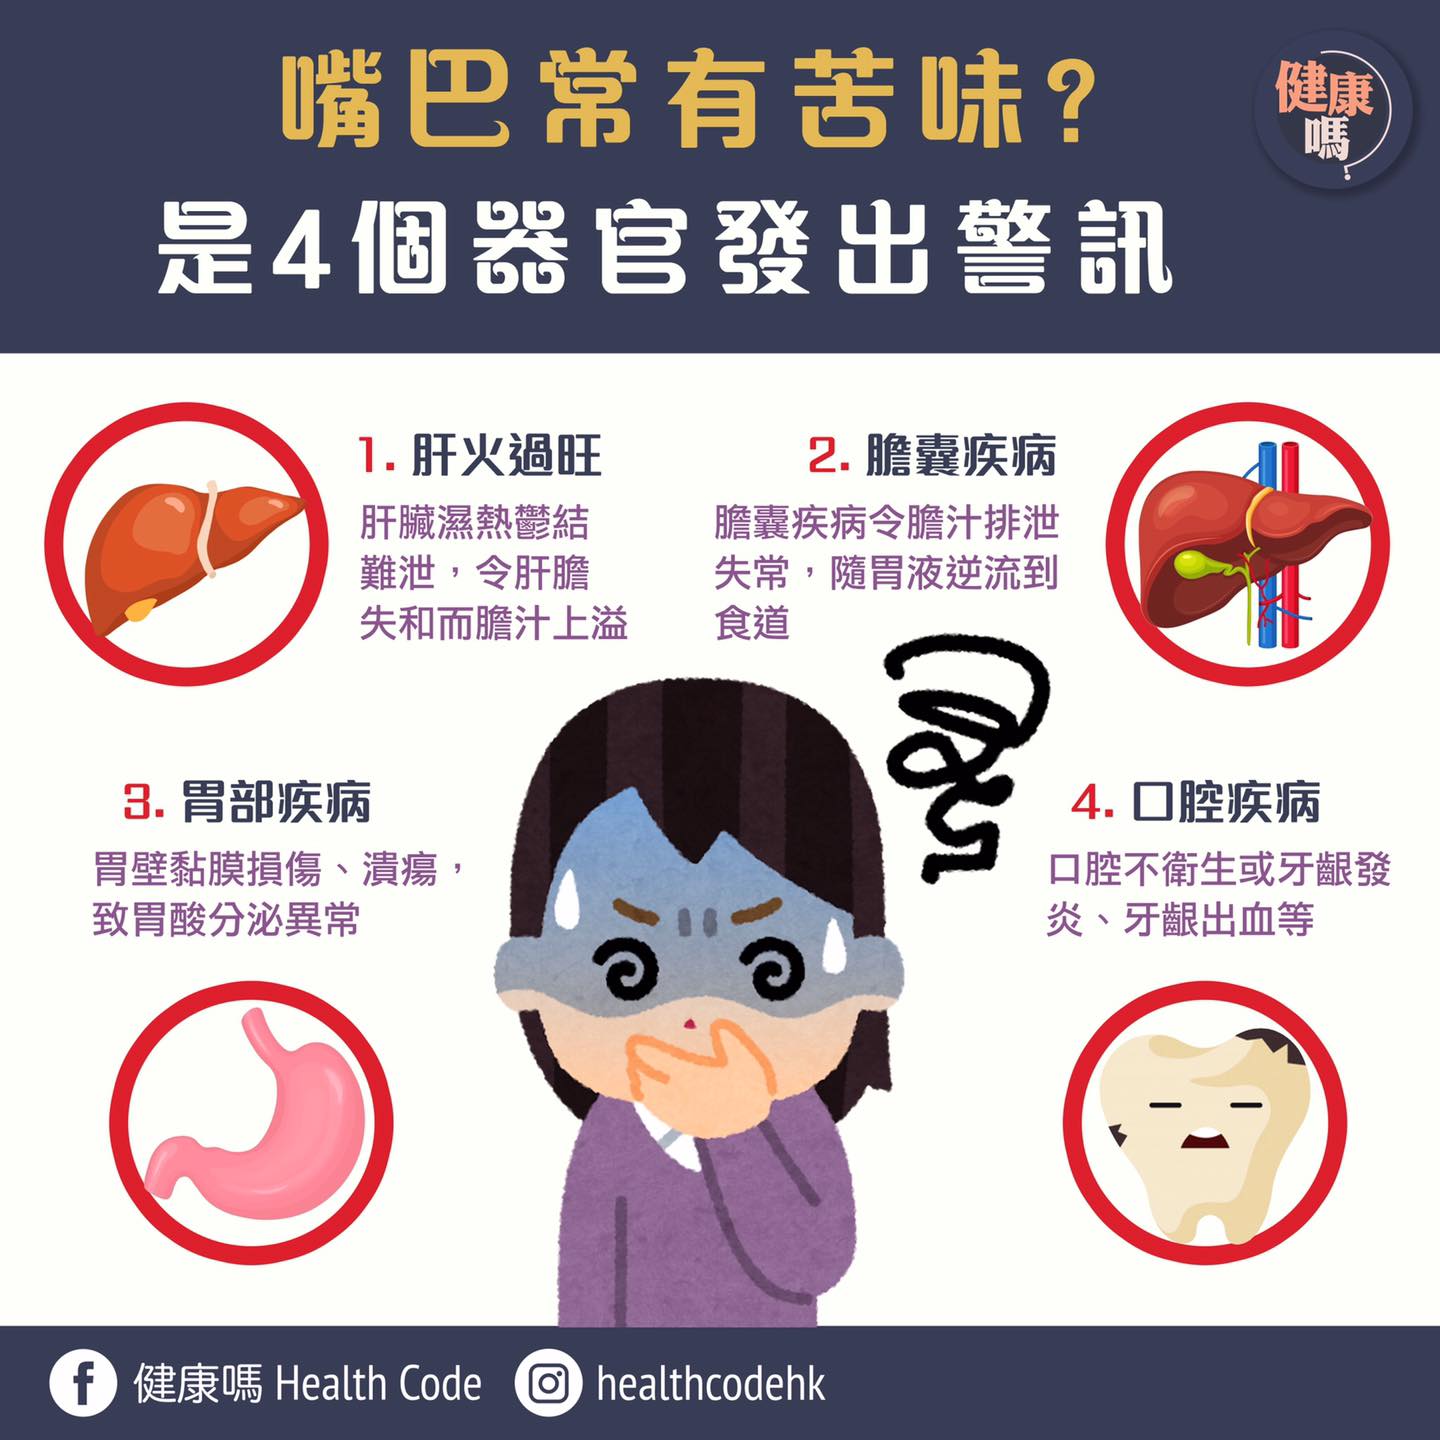 嘴巴常有苦味?
是4個器官發出警訊
健康
嗎?
1. 肝火過旺
肝臟濕熱鬱結
難泄，令肝膽
失和而膽汁上溢
2. 膽囊疾病
膽囊疾病令膽汁排泄
失常，隨胃液逆流到
食道
3. 胃部疾病
胃壁黏膜損傷、潰瘍，
致胃酸分泌異常
4. 口腔疾病
口腔不衛生或牙齦發
炎、牙齦出血等
健康嗎 Health Code
healthcodehk